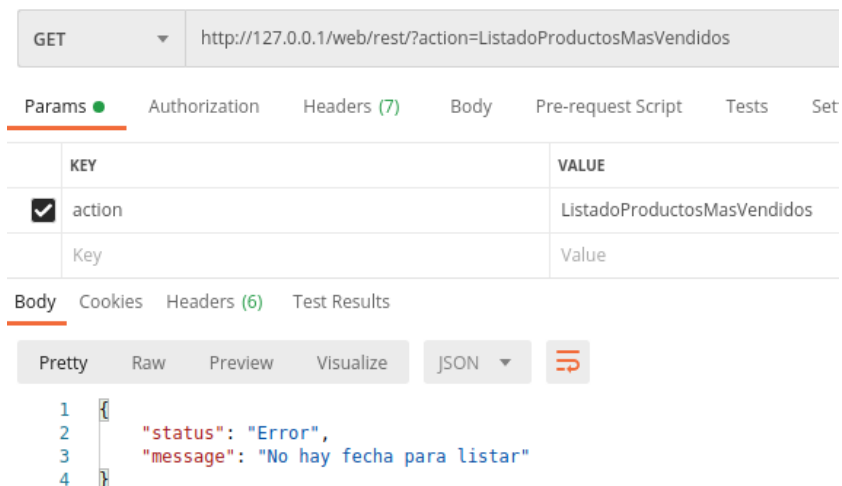 GET http://127.0.0.1/web/rest/?action=ListadoProductosMasVendidos
Params Authorization Headers (7) Body Pre-request Script Tests Set
KEY VALUE
action ListadoProductosMasVendidos
Key Value
Body Cookies Headers (6) Test Results
Pretty Raw Preview Visualize JSON
1 {
2 "status": "Error",
3 "message": "No hay fecha para listar"
4 }